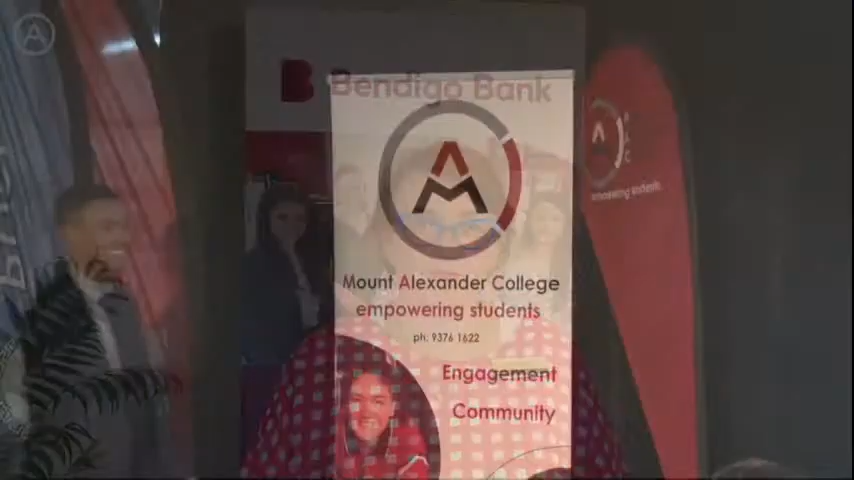 Bendigo Bank
Mount Alexander College
empowering students
ph: 9376 1622
Engagement
Community
empowering students